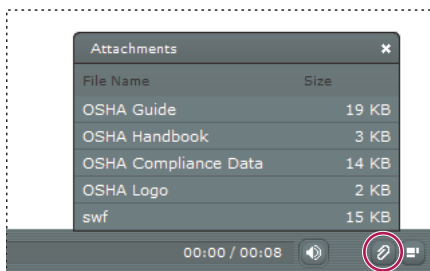 Attachments
File Name Size
OSHA Guide 19 KB
OSHA Handbook 3 KB
OSHA Compliance Data 14 KB
OSHA Logo 2 KB
swf 15 KB
00:00 / 00:08